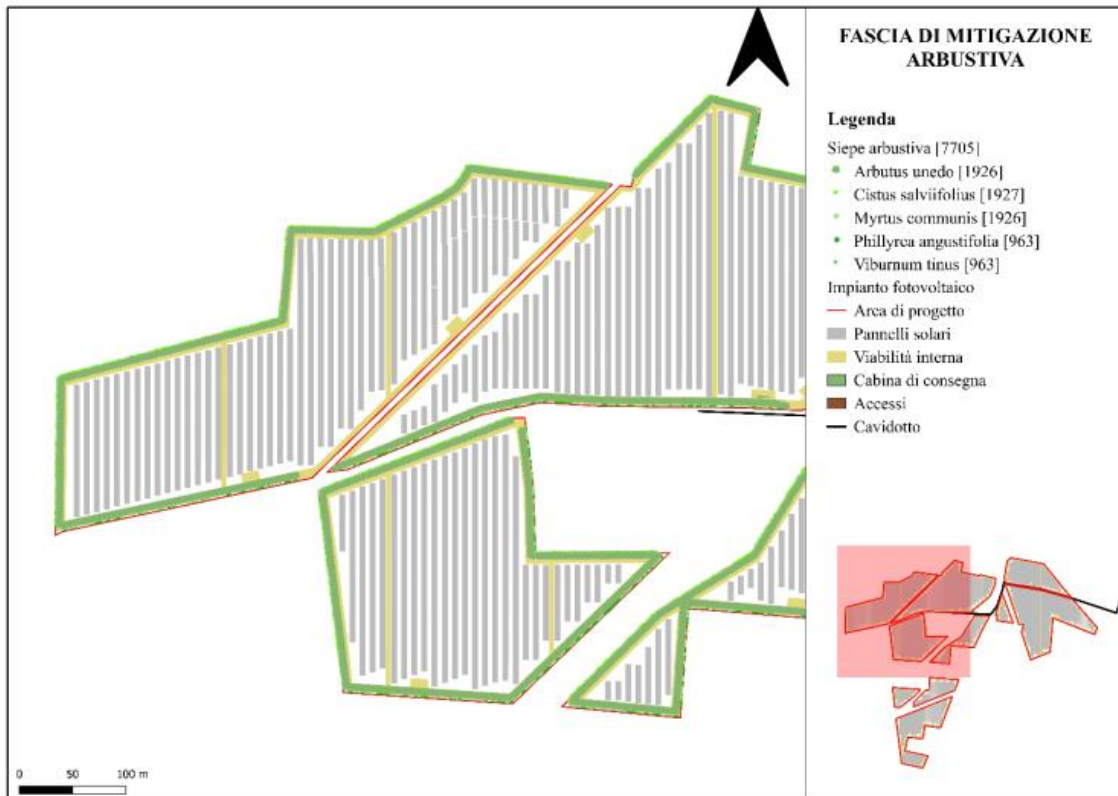 FASCIA DI MITIGAZIONE
ARBUSTIVA
Legenda
Siepe arbustiva [7705]
Arbutus unedo [1926]
Cistus salviifolius [1927]
Myrtus communis [1926]
Phillyrea angustifolia [963]
Viburnum tinus [963]
Impianto fotovoltaico
Area di progetto
Pannelli solari
Viabilità interna
Cabina di consegna
Accessi
Cavidotto
0 50 100 m